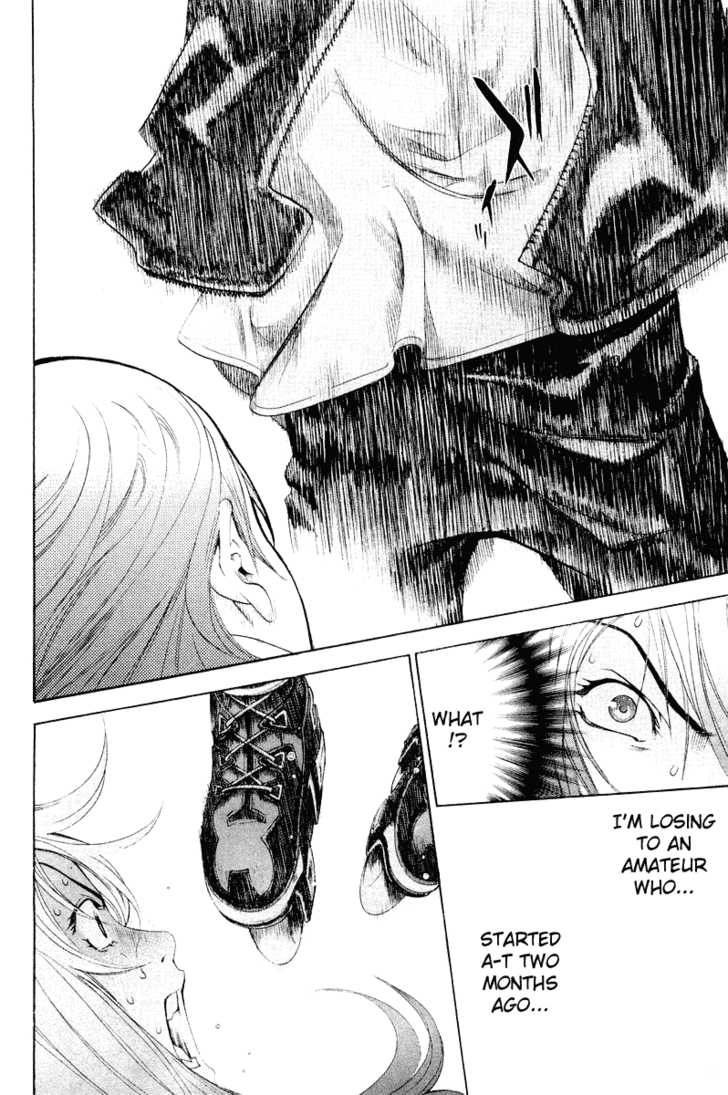 WHAT
!?
I'M LOSING
TO AN
AMATEUR
WHO...
STARTED
A-T TWO
MONTHS
AGO...